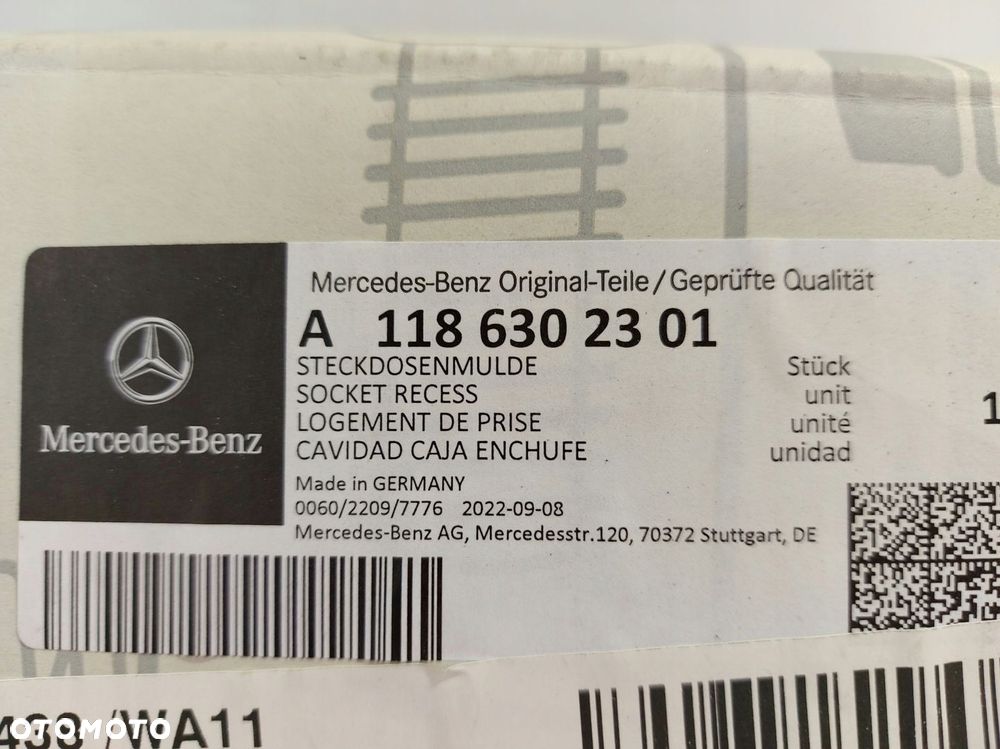 Mercedes-Benz Original-Teile/Geprüfte Qualität
A 118 630 23 01
STECKDOSENMULDE Stück
SOCKET RECESS unit 1
LOGEMENT DE PRISE unité
CAVIDAD CAJA ENCHUFE unidad
Mercedes-Benz
Made in GERMANY
0060/2209/7776 2022-09-08
Mercedes-Benz AG, Mercedesstr.120, 70372 Stuttgart, DE
/WA11
OTOMOTO